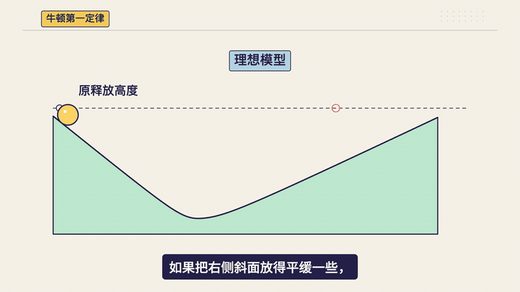 牛顿第一定律
理想模型
原释放高度
如果把右侧斜面放得平缓一些，